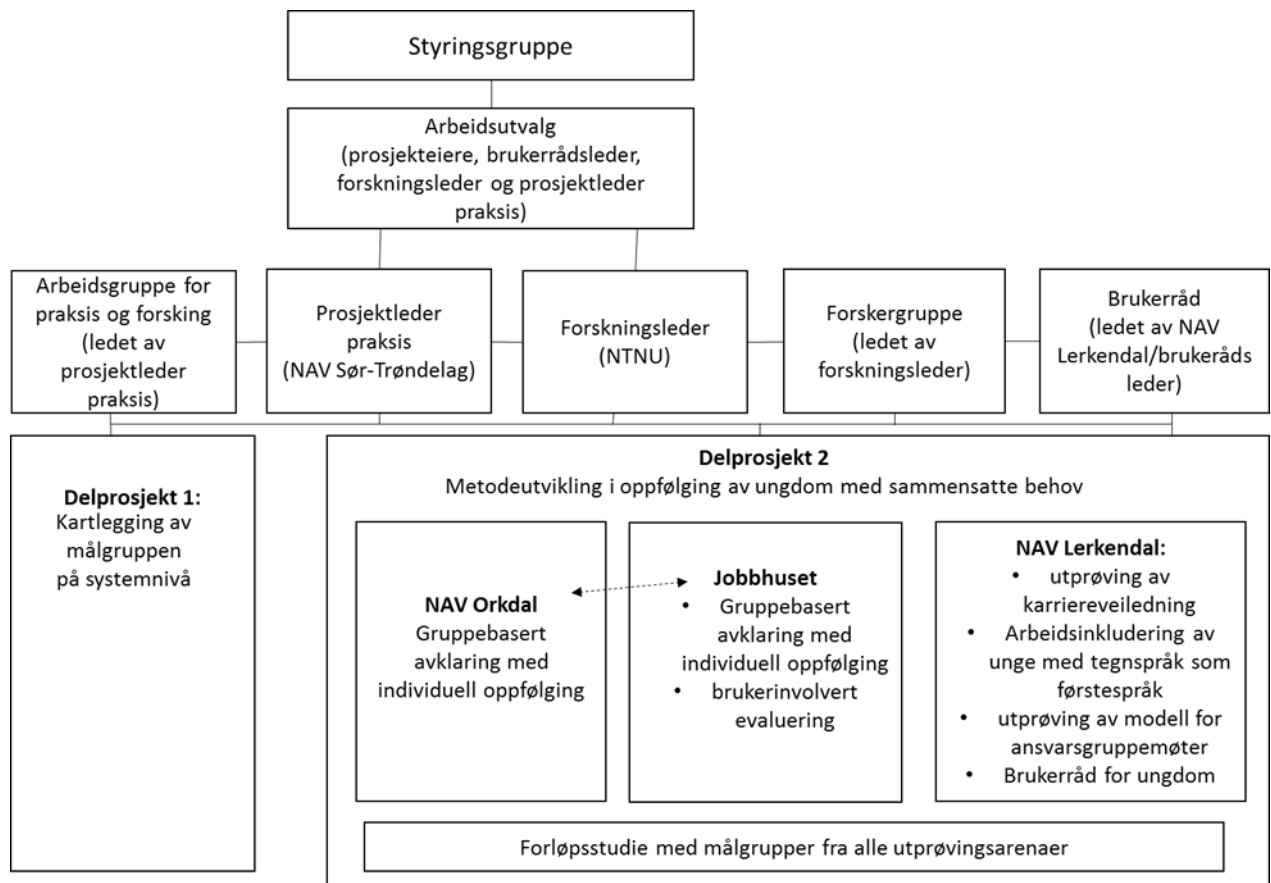 Styringsgruppe
Arbeidsutvalg
(prosjekteiere, brukerrådsleder,
forskningsleder og prosjektleder
praksis)
Arbeidsgruppe for
praksis og forsking
(ledet av
prosjektleder
praksis)
Prosjektleder
praksis
(NAV Sør-Trøndelag)
Forskningsleder
(NTNU)
Forskergruppe
(ledet av
forskningsleder)
Brukerråd
(ledet av NAV
Lerkendal/brukeråds
leder)
Delprosjekt 1:
Kartlegging av
målgruppen
på systemnivå
Delprosjekt 2
Metodeutvikling i oppfølging av ungdom med sammensatte behov
NAV Orkdal
Gruppebasert
avklaring med
individuell oppfølging
Jobbhuset
• Gruppebasert
avklaring med
individuell oppfølging
• brukerinvolvert
evaluering
NAV Lerkendal:
• utprøving av
karriereveiledning
• Arbeidsinkludering av
unge med tegnspråk som
førstespråk
• utprøving av modell for
ansvarsgruppemøter
• Brukerråd for ungdom
Forløpsstudie med målgrupper fra alle utprøvingsarenaer